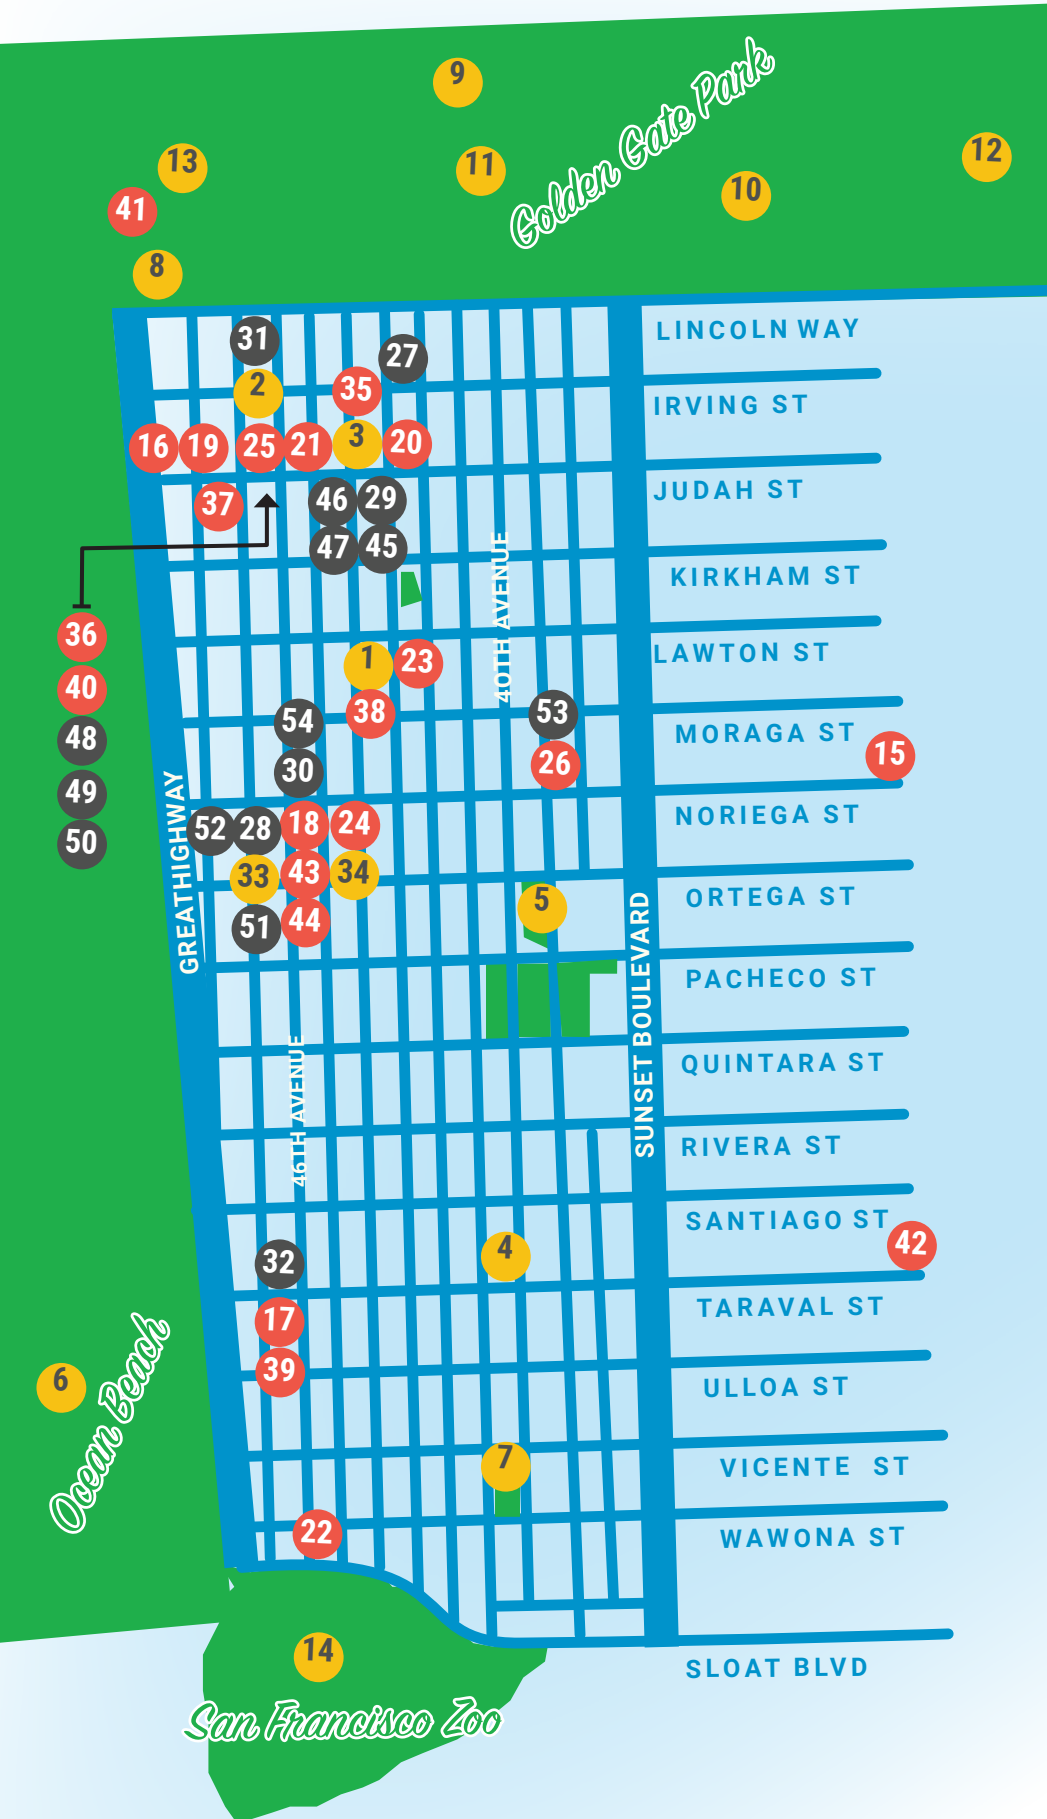 9
Golden Gate Park
13
11
12
10
41
8
31
27
LINCOLN WAY
2
35
IRVING ST
16
19
25
21
3
20
JUDAH ST
37
46
29
47
45
40TH AVENUE
KIRKHAM ST
36
40
48
49
50
1
23
LAWTON ST
54
38
53
MORAGA ST
30
26
15
GREAT HIGHWAY
52
28
18
24
NORIEGA ST
33
43
34
ORTEGA ST
51
44
5
PACHECO ST
SUNSET BOULEVARD
46TH AVENUE
QUINTARA ST
RIVERA ST
SANTIAGO ST
32
4
42
17
TARAVAL ST
39
ULLOA ST
6
Ocean Beach
7
VICENTE ST
22
WAWONA ST
14
SLOAT BLVD
San Francisco Zoo